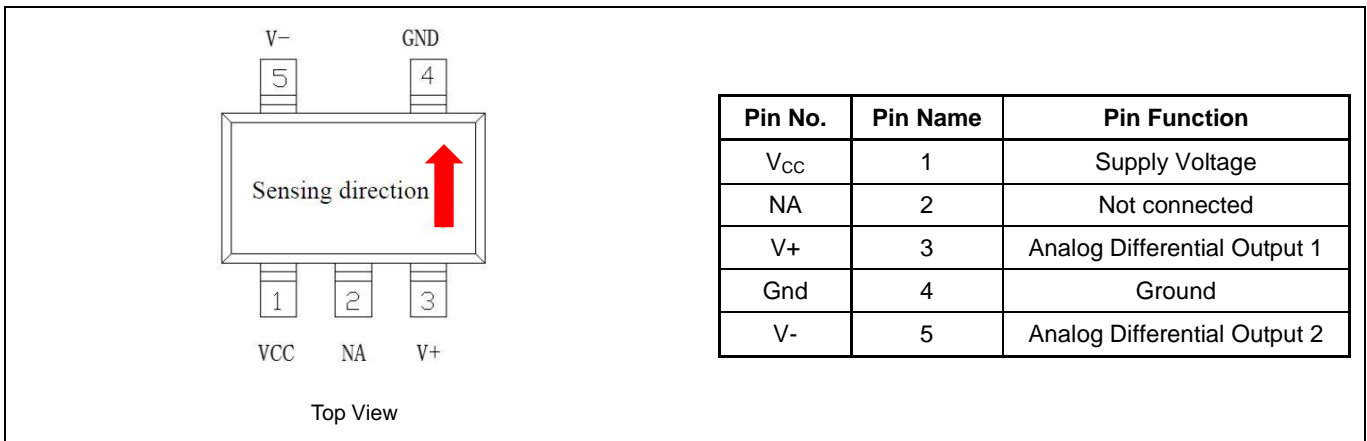 V- GND
5 4
Sensing direction
1 2 3
VCC NA V+
Top View
Pin No. Pin Name Pin Function
VCC 1 Supply Voltage
NA 2 Not connected
V+ 3 Analog Differential Output 1
Gnd 4 Ground
V- 5 Analog Differential Output 2